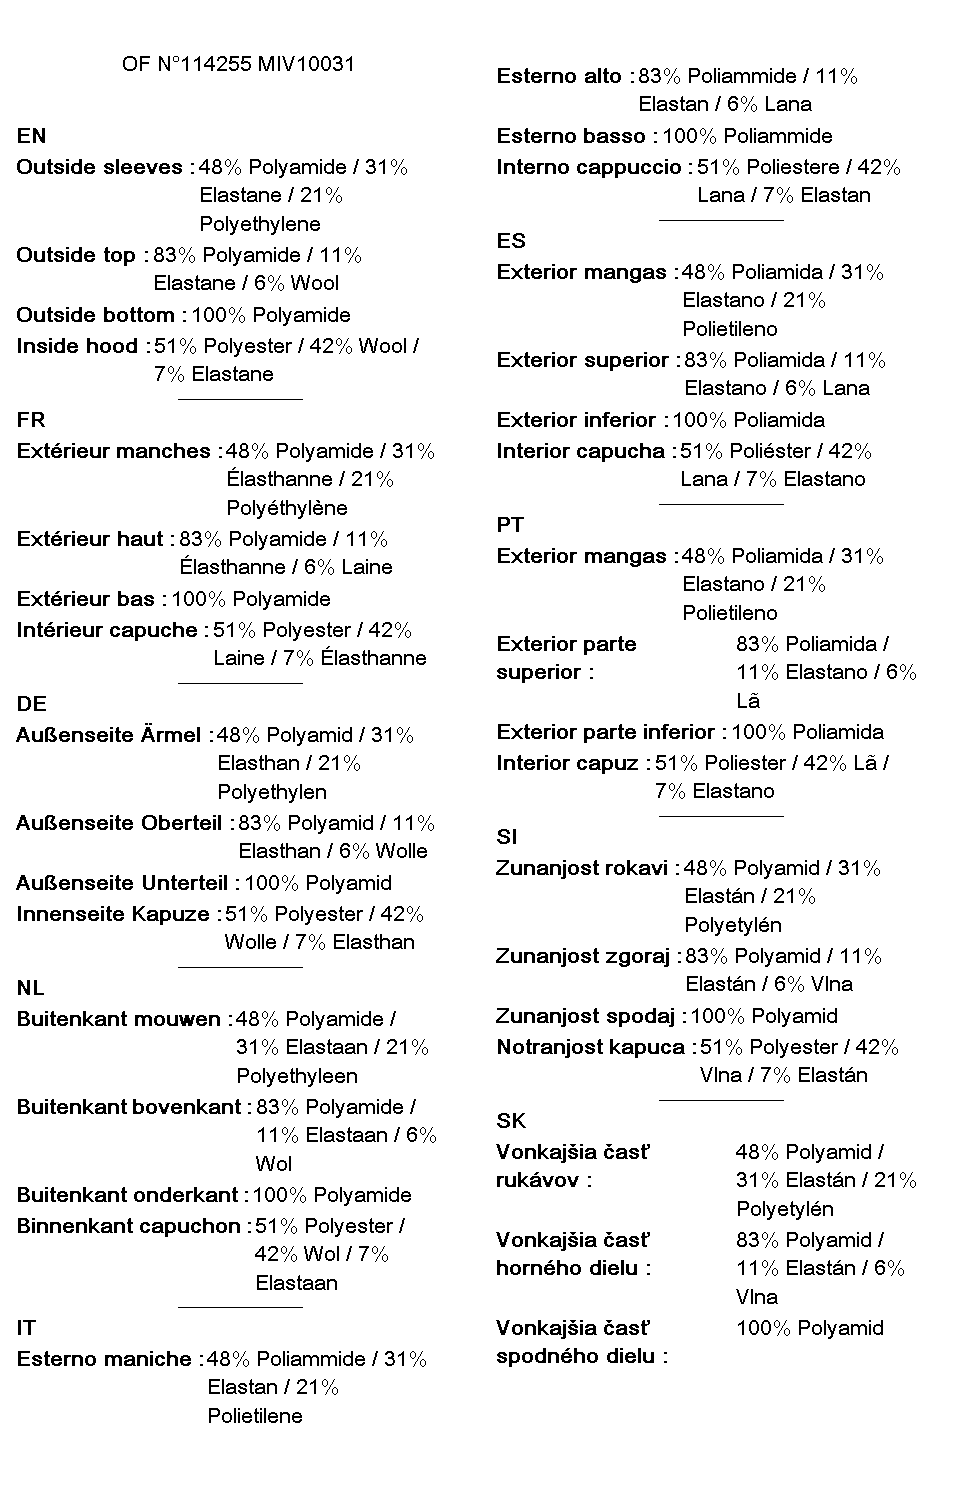 OF N°114255 MIV10031
EN
Outside sleeves : 48% Polyamide / 31%
Elastane / 21%
Polyethylene
Outside top : 83% Polyamide / 11%
Elastane / 6% Wool
Outside bottom : 100% Polyamide
Inside hood : 51% Polyester / 42% Wool /
7% Elastane
FR
Extérieur manches : 48% Polyamide / 31%
Élasthanne / 21%
Polyéthylène
Extérieur haut : 83% Polyamide / 11%
Élasthanne / 6% Laine
Extérieur bas : 100% Polyamide
Intérieur capuche : 51% Polyester / 42%
Laine / 7% Élasthanne
DE
Außenseite Ärmel : 48% Polyamid / 31%
Elasthan / 21%
Polyethylen
Außenseite Oberteil : 83% Polyamid / 11%
Elasthan / 6% Wolle
Außenseite Unterteil : 100% Polyamid
Innenseite Kapuze : 51% Polyester / 42%
Wolle / 7% Elasthan
NL
Buitenkant mouwen : 48% Polyamide /
31% Elastaan / 21%
Polyethyleen
Buitenkant bovenkant : 83% Polyamide /
11% Elastaan / 6%
Wol
Buitenkant onderkant : 100% Polyamide
Binnenkant capuchon : 51% Polyester /
42% Wol / 7%
Elastaan
IT
Esterno maniche : 48% Poliammide / 31%
Elastan / 21%
Polietilene
Esterno alto : 83% Poliammide / 11%
Elastan / 6% Lana
Esterno basso : 100% Poliammide
Interno cappuccio : 51% Poliestere / 42%
Lana / 7% Elastan
ES
Exterior mangas : 48% Poliamida / 31%
Elastano / 21%
Polietileno
Exterior superior : 83% Poliamida / 11%
Elastano / 6% Lana
Exterior inferior : 100% Poliamida
Interior capucha : 51% Poliéster / 42%
Lana / 7% Elastano
PT
Exterior mangas : 48% Poliamida / 31%
Elastano / 21%
Polietileno
Exterior parte 83% Poliamida /
superior : 11% Elastano / 6%
Lã
Exterior parte inferior : 100% Poliamida
Interior capuz : 51% Poliester / 42% Lã /
7% Elastano
SI
Zunanjost rokavi : 48% Polyamid / 31%
Elastán / 21%
Polyetylén
Zunanjost zgoraj : 83% Polyamid / 11%
Elastán / 6% Vlna
Zunanjost spodaj : 100% Polyamid
Notranjost kapuca : 51% Polyester / 42%
Vlna / 7% Elastán
SK
Vonkajšia časť 48% Polyamid /
rukávov : 31% Elastán / 21%
Polyetylén
Vonkajšia časť 83% Polyamid /
horného dielu : 11% Elastán / 6%
Vlna
Vonkajšia časť 100% Polyamid
spodného dielu :